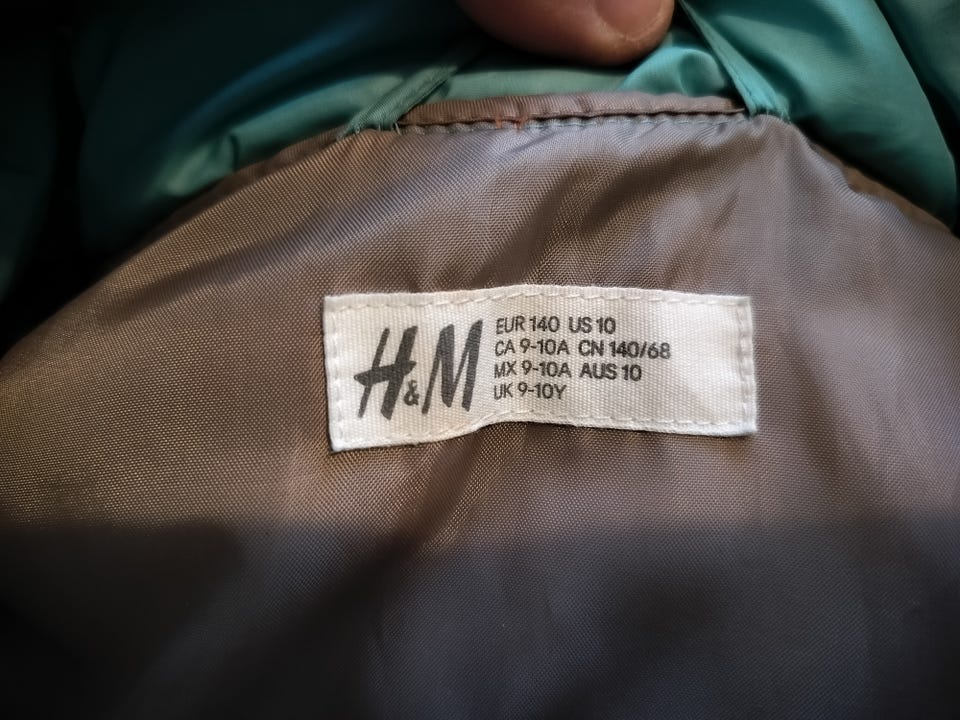 H&M
EUR 140 US 10
CA 9-10A CN 140/68
MX 9-10A AUS 10
UK 9-10Y